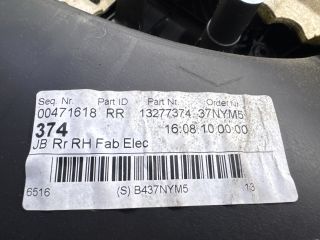 Seq. Nr. Part ID Part Nr Order Nr
00471618 RR 13277374 37NYM5
374 16:08 10 00:00
JB Rr RH Fab Elec
6516 (S) B437NYM5 13